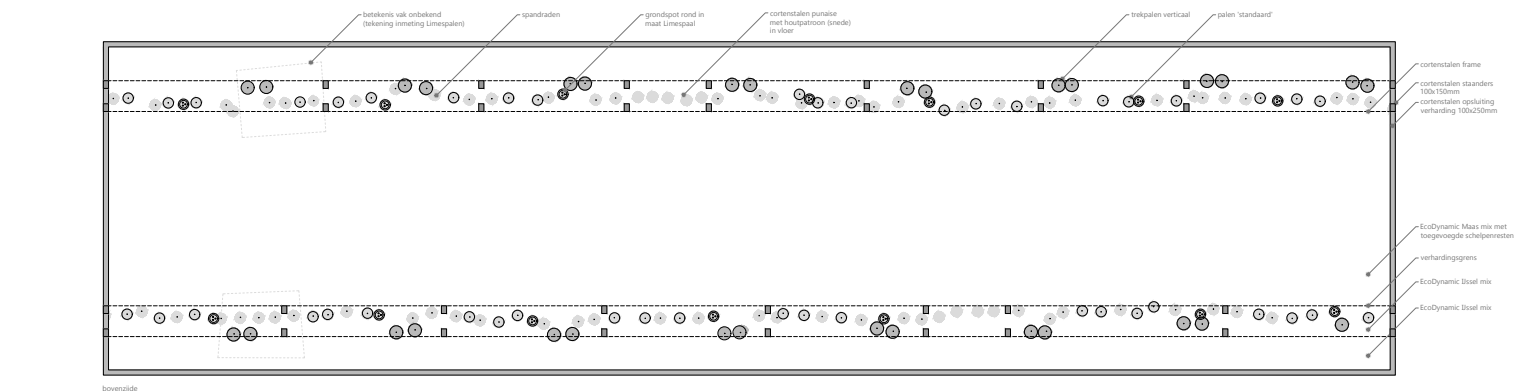 betekenis vak onbekend
(tekening inmeting Limespalen)
spandraden
grondspot rond in
maat Limespaal
cortenstalen punaise
met houtpatroon (snede)
in vloer
trekpalen verticaal
palen 'standaard'
cortenstalen frame
cortenstalen staanders
100x150mm
cortenstalen opsluiting
verharding 100x250mm
EcoDynamic Maas mix met
toegevoegde schelpenresten
verhardingsgrens
EcoDynamic IJssel mix
EcoDynamic IJssel mix
bovenzijde